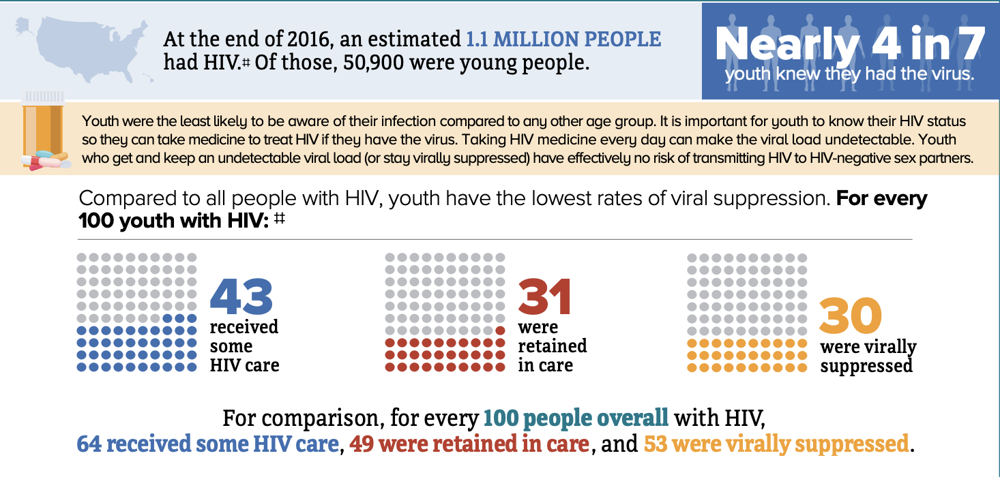 At the end of 2016, an estimated 1.1 MILLION PEOPLE
had HIV.⌗ Of those, 50,900 were young people.
Nearly 4 in 7
youth knew they had the virus.
Youth were the least likely to be aware of their infection compared to any other age group. It is important for youth to know their HIV status
so they can take medicine to treat HIV if they have the virus. Taking HIV medicine every day can make the viral load undetectable. Youth
who get and keep an undetectable viral load (or stay virally suppressed) have effectively no risk of transmitting HIV to HIV-negative sex partners.
Compared to all people with HIV, youth have the lowest rates of viral suppression. For every
100 youth with HIV: ⌗
43
received
some
HIV care
31
were
retained
in care
30
were virally
suppressed
For comparison, for every 100 people overall with HIV,
64 received some HIV care, 49 were retained in care, and 53 were virally suppressed.